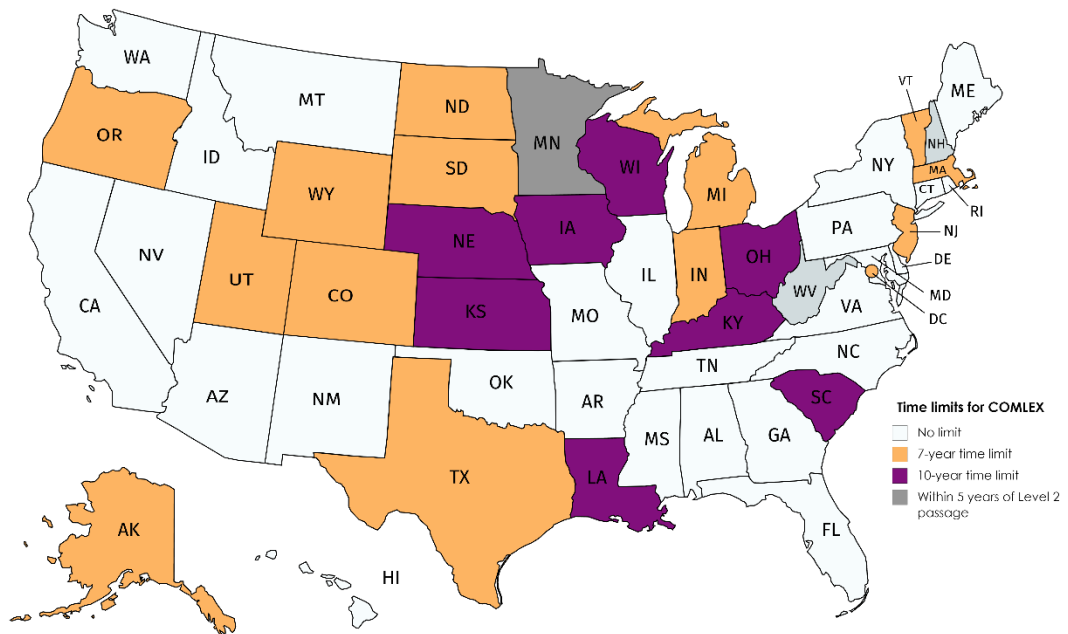 WA
MT
ND
MN
VT
ME
OR
ID
SD
WI
NH
NY
MA
WY
MI
CT
RI
NE
IA
PA
NJ
NV
UT
CO
IL
IN
OH
DE
CA
KS
MO
WV
VA
MD
KY
DC
AZ
NM
OK
TN
NC
AR
SC
MS
AL
GA
TX
LA
FL
AK
HI
Time limits for COMLEX
No limit
7-year time limit
10-year time limit
Within 5 years of Level 2
passage